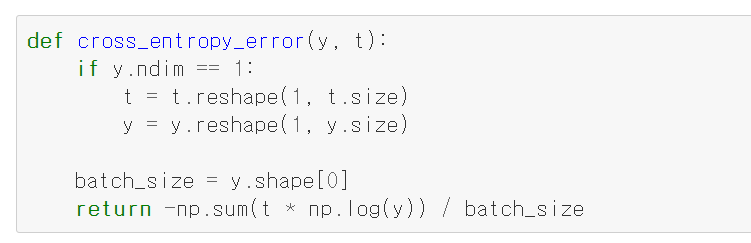 def cross_entropy_error(y, t):
    if y.ndim == 1:
        t = t.reshape(1, t.size)
        y = y.reshape(1, y.size)

    batch_size = y.shape[0]
    return -np.sum(t * np.log(y)) / batch_size